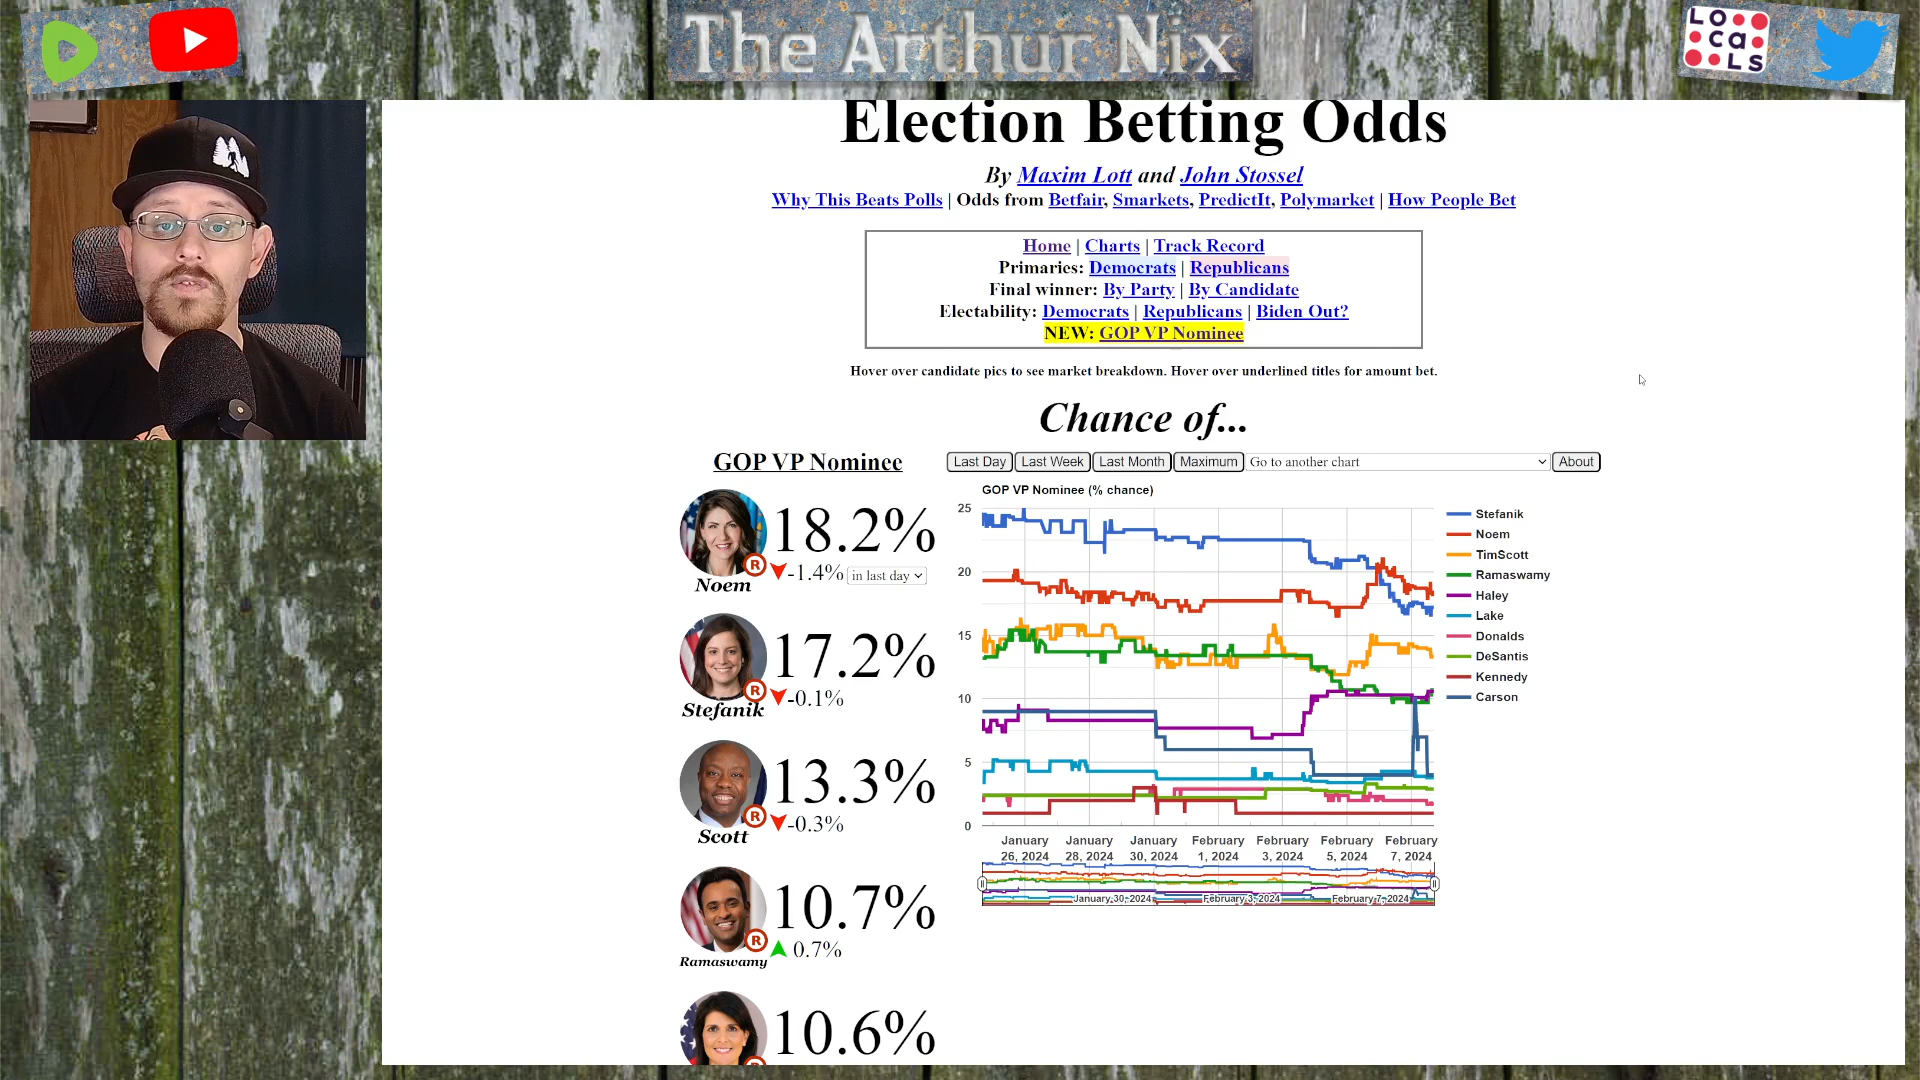 The Arthur Nix
LOcaLS
Election Betting Odds
By Maxim Lott and John Stossel
Why This Beats Polls | Odds from Betfair, Smarkets, PredictIt, Polymarket | How People Bet
Home | Charts | Track Record
Primaries: Democrats | Republicans
Final winner: By Party | By Candidate
Electability: Democrats | Republicans | Biden Out?
NEW: GOP VP Nominee
Hover over candidate pics to see market breakdown. Hover over underlined titles for amount bet.
Chance of...
GOP VP Nominee
Last Day Last Week Last Month Maximum Go to another chart About
GOP VP Nominee (% chance)
R 18.2%
-1.4% in last day
Noem
R 17.2%
-0.1%
Stefanik
R 13.3%
-0.3%
Scott
R 10.7%
0.7%
Ramaswamy
10.6%
25
20
15
10
5
0
Stefanik
Noem
TimScott
Ramaswamy
Haley
Lake
Donalds
DeSantis
Kennedy
Carson
January 26, 2024
January 28, 2024
January 30, 2024
February 1, 2024
February 3, 2024
February 5, 2024
February 7, 2024
January 30, 2024 February 3, 2024 February 7, 2024